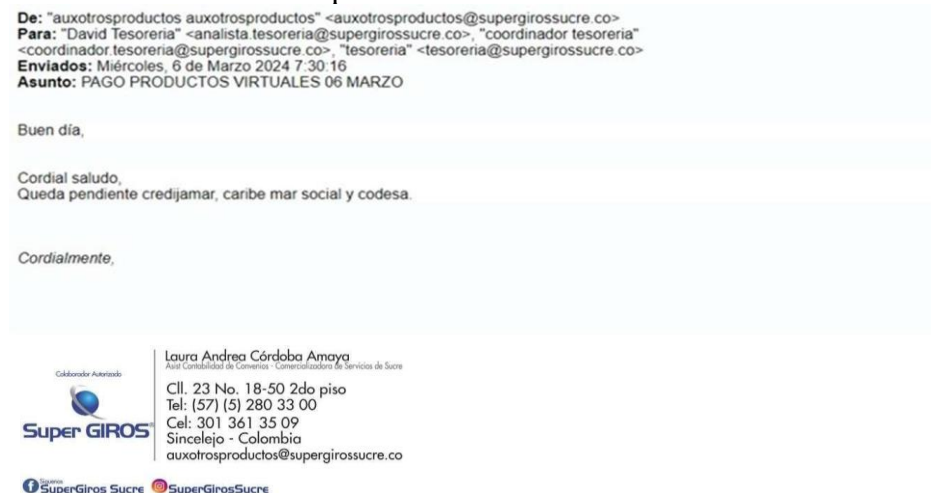 De: "auxotrosproductos auxotrosproductos" <auxotrosproductos@supergirossucre.co>
Para: "David Tesoreria" <analista.tesoreria@supergirossucre.co>, "coordinador tesoreria"
<coordinador.tesoreria@supergirossucre.co>, "tesoreria" <tesoreria@supergirossucre.co>
Enviados: Miércoles, 6 de Marzo 2024 7:30:16
Asunto: PAGO PRODUCTOS VIRTUALES 06 MARZO
Buen día,
Cordial saludo,
Queda pendiente credijamar, caribe mar social y codesa.
Cordialmente,
Colaborador Autorizado
Super GIROS
Laura Andrea Córdoba Amaya
Asist Contabilidad de Convenios - Comercializadora de Servicios de Sucre
Cll. 23 No. 18-50 2do piso
Tel: (57) (5) 280 33 00
Cel: 301 361 35 09
Sincelejo - Colombia
auxotrosproductos@supergirossucre.co
Síguenos
SuperGiros Sucre SuperGirosSucre